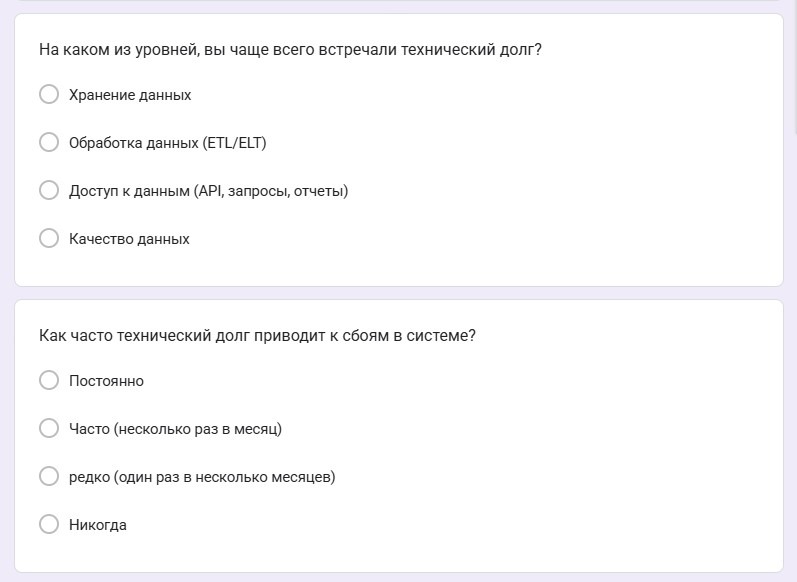 На каком из уровней, вы чаще всего встречали технический долг?
Хранение данных
Обработка данных (ETL/ELT)
Доступ к данным (API, запросы, отчеты)
Качество данных
Как часто технический долг приводит к сбоям в системе?
Постоянно
Часто (несколько раз в месяц)
редко (один раз в несколько месяцев)
Никогда